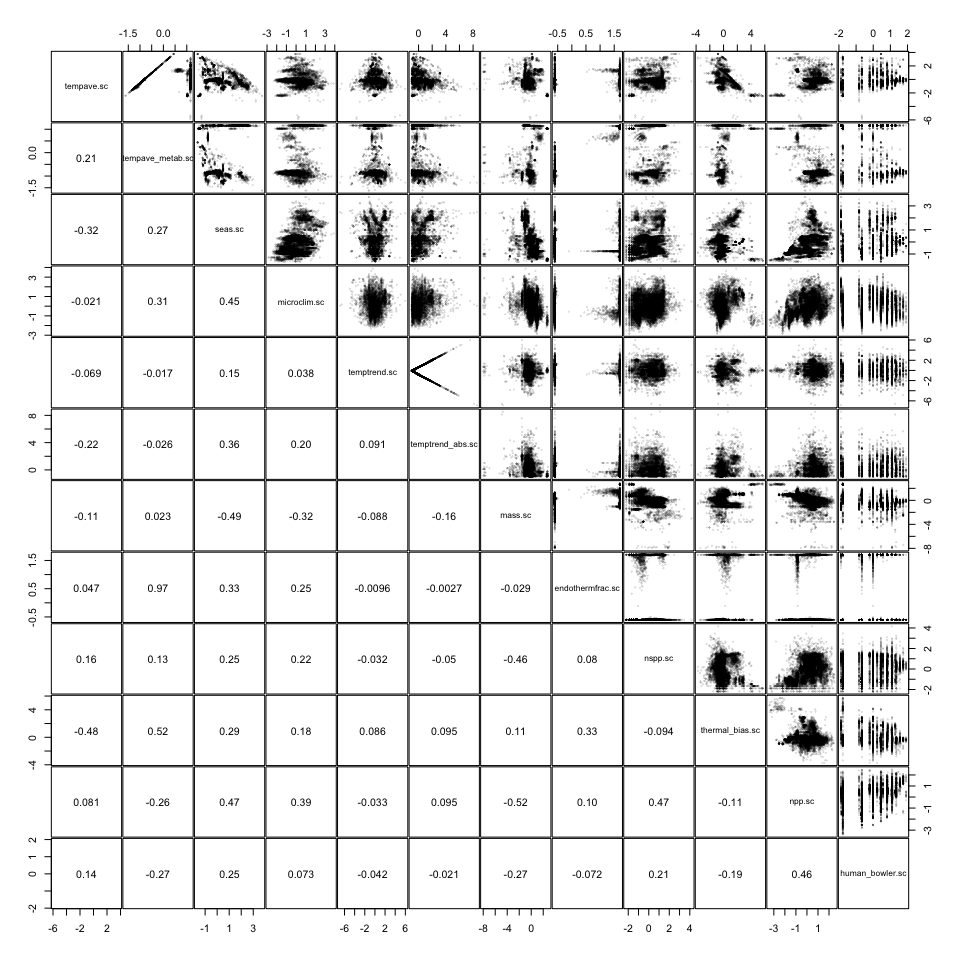 -1.5 0.0 -3 -1 1 3 0 4 8 -0.5 0.5 1.5 -4 0 4 -3 -1 1 2
tempave.sc -6 -2 2
-1.5 0.0 0.21 tempave_metab.sc
-0.32 0.27 seas.sc -1 1 3
-3 -1 1 3 -0.021 0.31 0.45 microclim.sc
-0.069 -0.017 0.15 0.038 temptrend.sc -6 -2 2 6
0 4 8 -0.22 -0.026 0.36 0.20 0.091 temptrend_abs.sc
-0.11 0.023 -0.49 -0.32 -0.088 -0.16 mass.sc -8 -4 0
-0.5 0.5 1.5 0.047 0.97 0.33 0.25 -0.0096 -0.0027 -0.029 endothermfrac.sc
0.16 0.13 0.25 0.22 -0.032 -0.05 -0.46 0.08 nspp.sc -2 0 2 4
-4 0 4 -0.48 0.52 0.29 0.18 0.086 0.095 0.11 0.33 -0.094 thermal_bias.sc
0.081 -0.26 0.47 0.39 -0.033 0.095 -0.52 0.10 0.47 -0.11 npp.sc -3 -1 1
-2 0 1 2 0.14 -0.27 0.25 0.073 -0.042 -0.021 -0.27 -0.072 0.21 -0.19 0.46 human_bowler.sc
-6 -2 2 -1 1 3 -6 -2 2 6 -8 -4 0 -2 0 2 4 -3 -1 1